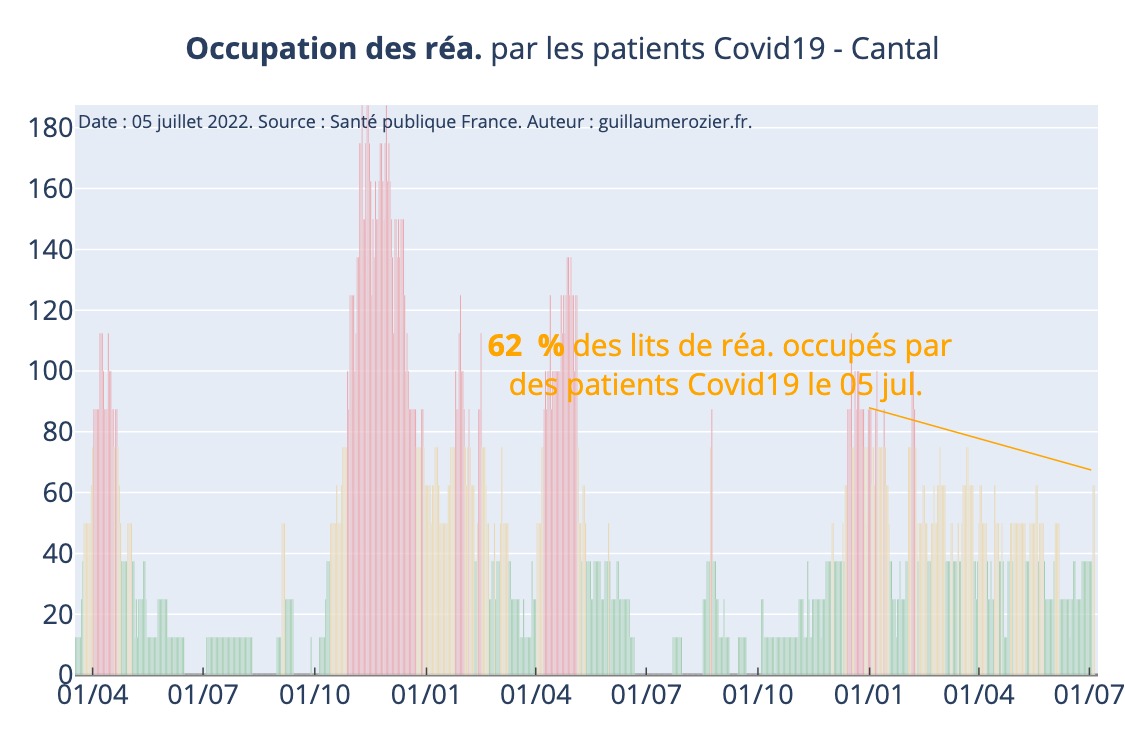 Occupation des réa. par les patients Covid19 - Cantal
Date : 05 juillet 2022. Source : Santé publique France. Auteur : guillaumerozier.fr.
180
160
140
120
100
80
60
40
20
0
62 % des lits de réa. occupés par
des patients Covid19 le 05 jul.
01/04 01/07 01/10 01/01 01/04 01/07 01/10 01/01 01/04 01/07